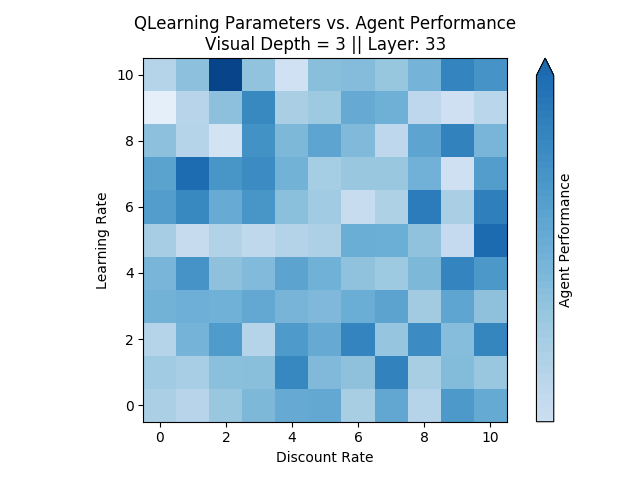 QLearning Parameters vs. Agent Performance
Visual Depth = 3 || Layer: 33
10
8
6
4
2
0
Learning Rate
0 2 4 6 8 10
Discount Rate
Agent Performance